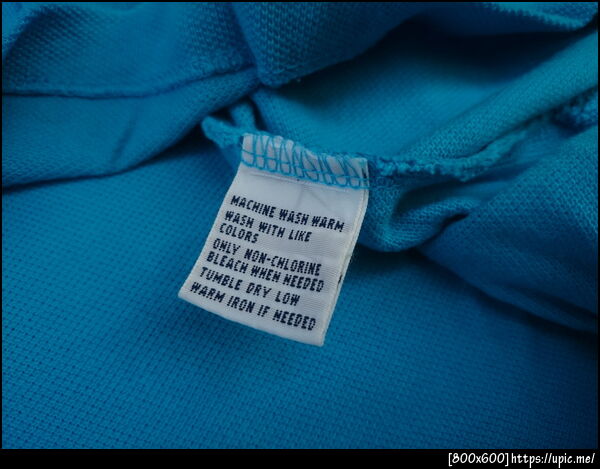 MACHINE WASH WARM
WASH WITH LIKE
COLORS
ONLY NON-CHLORINE
BLEACH WHEN NEEDED
TUMBLE DRY LOW
WARM IRON IF NEEDED
[800x600]https://upic.me/